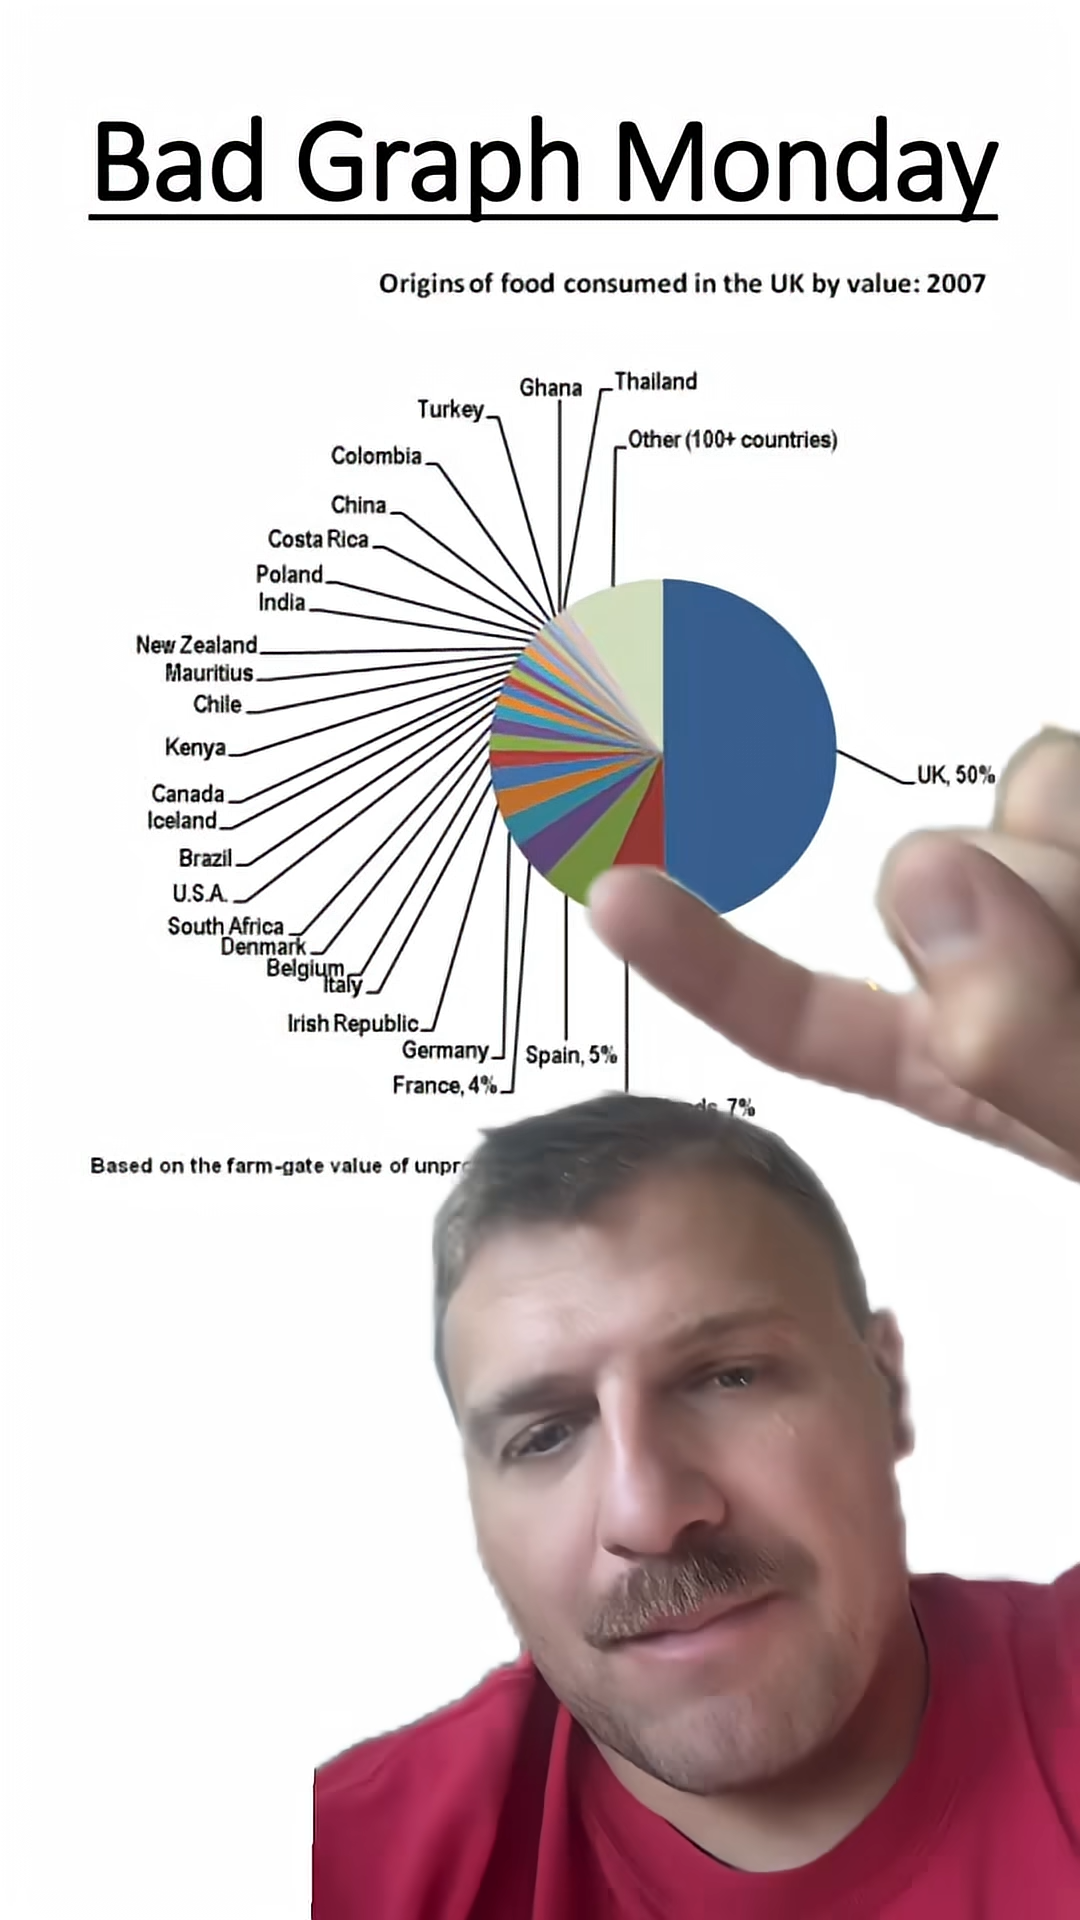 Bad Graph Monday
Origins of food consumed in the UK by value: 2007
Thailand
Ghana
Turkey
Other (100+ countries)
Colombia
China
Costa Rica
Poland
India
New Zealand
Mauritius
Chile
Kenya
UK, 50%
Canada
Iceland
Brazil
U.S.A.
South Africa
Denmark
Belgium
Italy
Irish Republic
Germany
Spain, 5%
France, 4%
7%
Based on the farm-gate value of